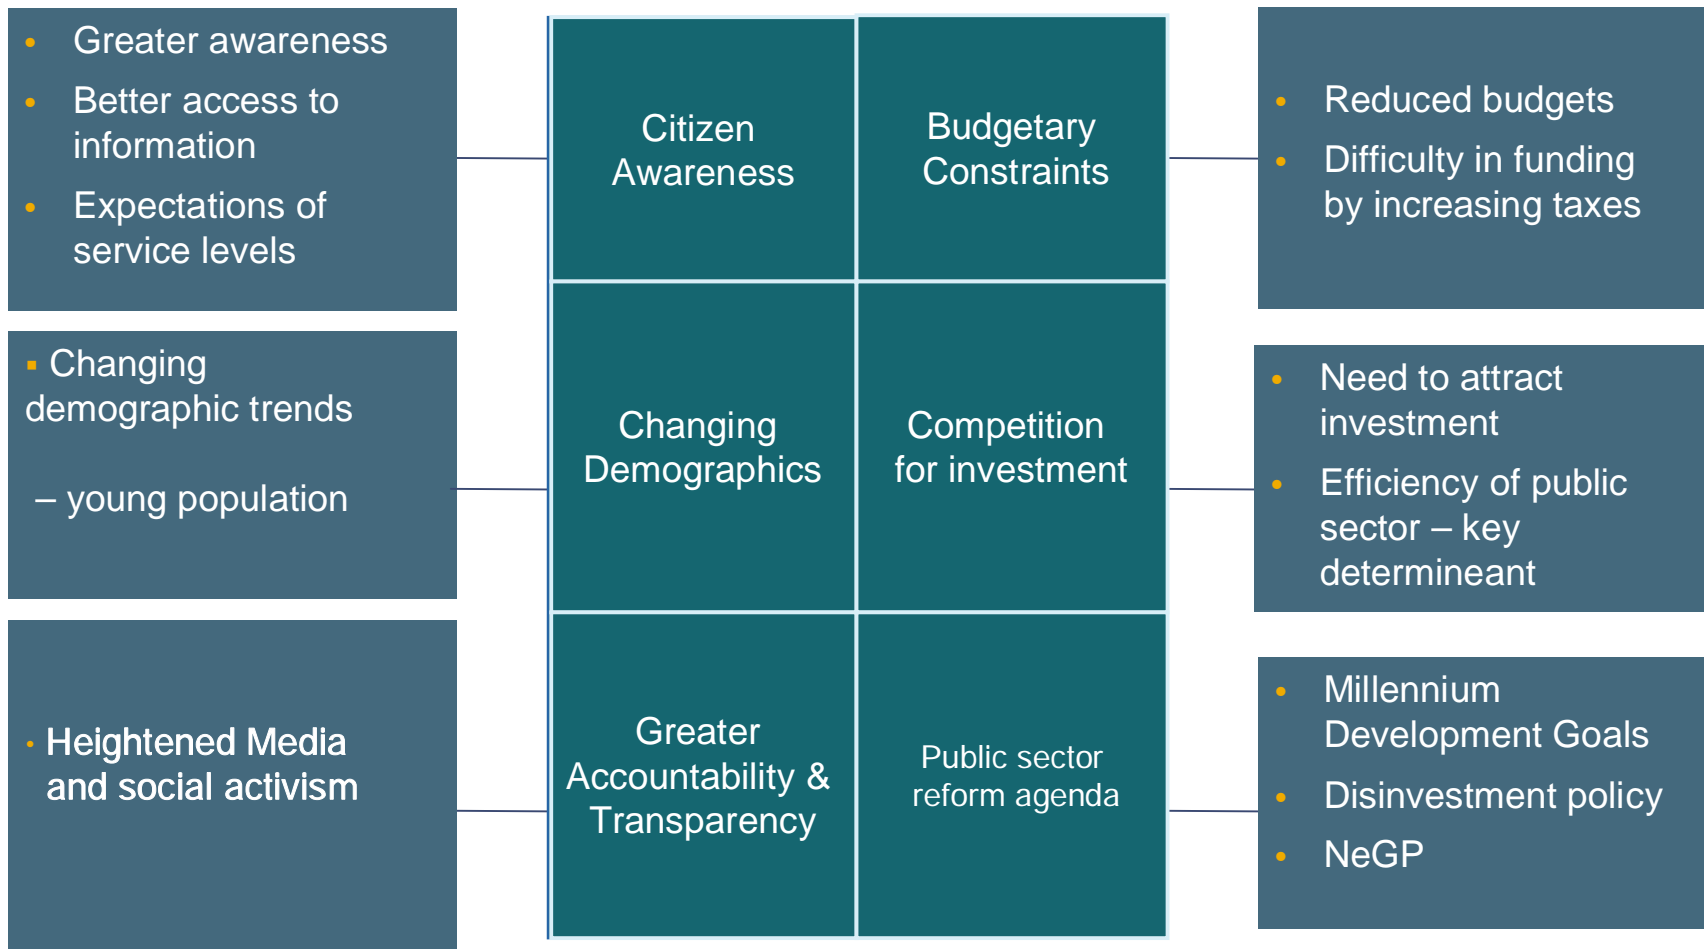 • Greater awareness
• Better access to
information
• Expectations of
service levels
Citizen
Awareness
Budgetary
Constraints
• Reduced budgets
• Difficulty in funding
by increasing taxes
▪ Changing
demographic trends
– young population
Changing
Demographics
Competition
for investment
• Need to attract
investment
• Efficiency of public
sector – key
determineant
• Heightened Media
and social activism
Greater
Accountability &
Transparency
Public sector
reform agenda
• Millennium
Development Goals
• Disinvestment policy
• NeGP